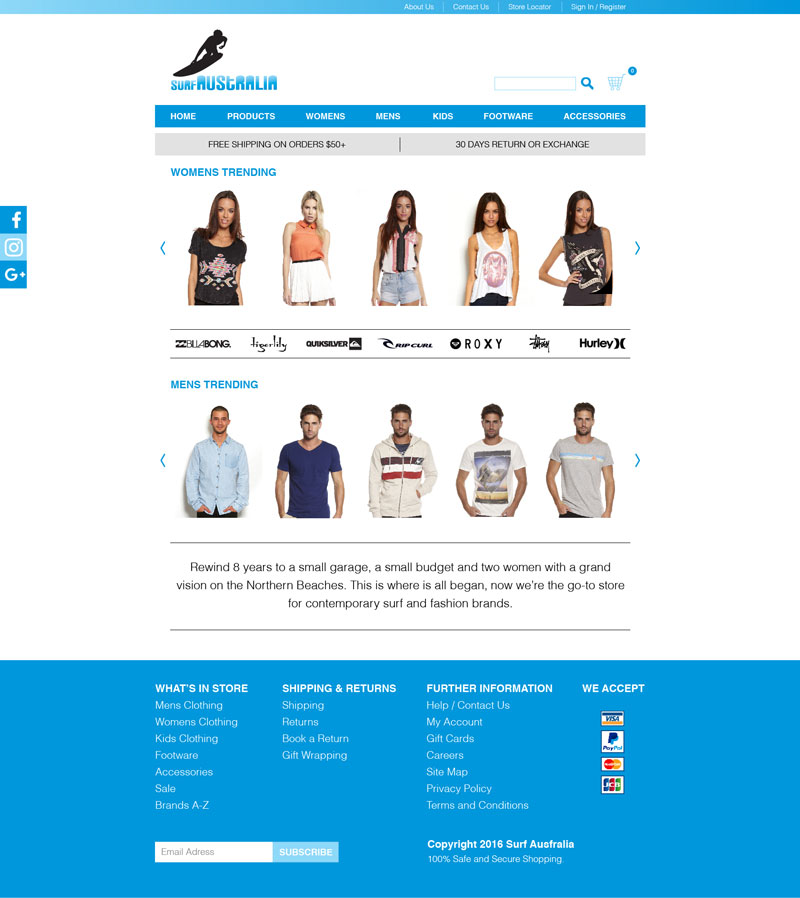 About Us Contact Us Store Locator Sign In / Register
SURFAUSTRALIA
0
HOME PRODUCTS WOMENS MENS KIDS FOOTWARE ACCESSORIES
FREE SHIPPING ON ORDERS $50+ 30 DAYS RETURN OR EXCHANGE
WOMENS TRENDING
BILLABONG. tigerlily QUIKSILVER RIP CURL ROXY Stussy Hurley
MENS TRENDING
Rewind 8 years to a small garage, a small budget and two women with a grand
vision on the Northern Beaches. This is where is all began, now we're the go-to store
for contemporary surf and fashion brands.
WHAT'S IN STORE SHIPPING & RETURNS FURTHER INFORMATION WE ACCEPT
Mens Clothing Shipping Help / Contact Us
Womens Clothing Returns My Account VISA
Kids Clothing Book a Return Gift Cards PayPal
Footware Gift Wrapping Careers
Accessories Site Map MasterCard
Sale Privacy Policy JCB
Brands A-Z Terms and Conditions
Email Adress SUBSCRIBE
Copyright 2016 Surf Australia
100% Safe and Secure Shopping.